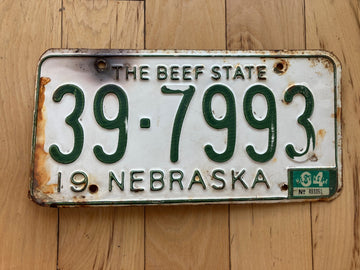 THE BEEF STATE
39-7993
19 NEBRASKA 64